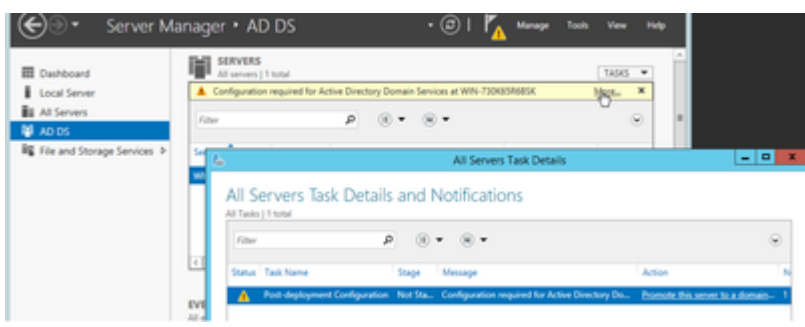 Server Manager • AD DS
Manage Tools View Help
Dashboard
Local Server
All Servers
AD DS
File and Storage Services
SERVERS
All servers | 1 total
TASKS
Configuration required for Active Directory Domain Services at
More...
Filter
All Servers Task Details
All Servers Task Details and Notifications
All Tasks | 1 total
Filter
Status Task Name Stage Message Action N
Post-deployment Configuration Not Sta... Configuration required for Active Directory Do... Promote this server to a domain... 1
EVE